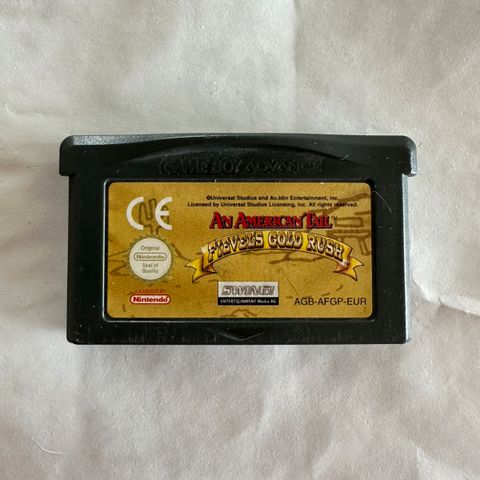 GAME BOY ADVANCE
©Universal Studios and Amblin Entertainment, Inc.
Licensed by Universal Studios Licensing, Inc. All rights reserved.
CE
AN AMERICAN TAIL
FIEVEL'S GOLD RUSH
Original
Nintendo
Seal of
Quality
LICENSED BY
Nintendo
SWING!
ENTERTAINMENT Media AG
AGB-AFGP-EUR